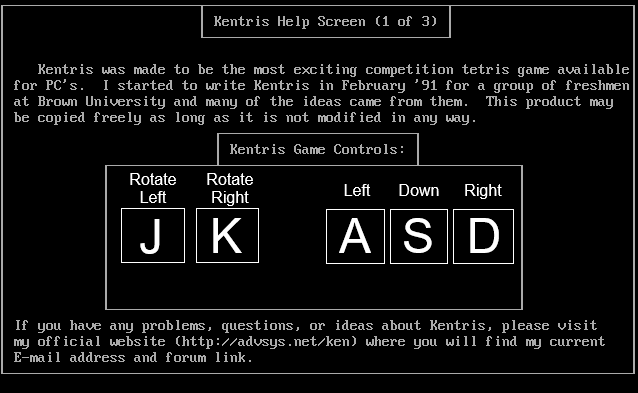 Kentris Help Screen (1 of 3)
Kentris was made to be the most exciting competition tetris game available
for PC's.  I started to write Kentris in February '91 for a group of freshmen
at Brown University and many of the ideas came from them.  This product may
be copied freely as long as it is not modified in any way.
Kentris Game Controls:
Rotate Left
Rotate Right
Left Down Right
J K A S D
If you have any problems, questions, or ideas about Kentris, please visit
my official website (http://advsys.net/ken) where you will find my current
E-mail address and forum link.